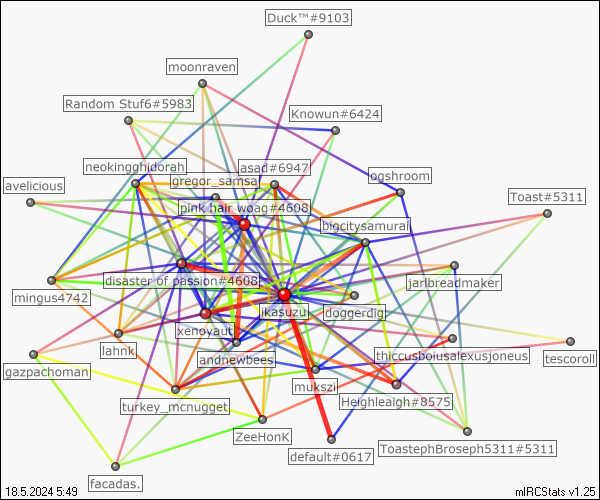 Duck™#9103
moonraven
Random Stuf6#5983
Knowun#6424
neokingghidorah
asad#6947
gregor_samsa
ogshroom
avelicious
Toast#5311
pink hair woag#4608
bigcitysamurai
disaster of passion#4608
jarlbreadmaker
mingus4742
ikasuzu
doggerdig
xenoyaut
lahnk
andnewbees
thiccusbousalexusjoneus
tescoroll
gazpachoman
mukszi
turkey_mcnugget
Heighleaigh#8575
ZeeHonK
default#0617
ToastephBroseph5311#5311
facadas.
18.5.2024 5:49
mIRCStats v1.25